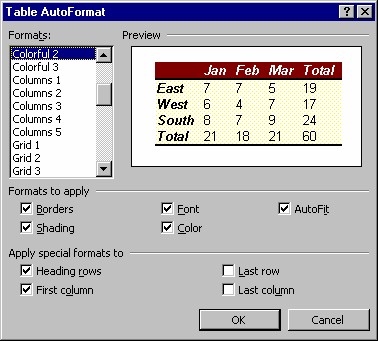 Table AutoFormat
Formats:
Preview
Colorful 2
Colorful 3
Columns 1
Columns 2
Columns 3
Columns 4
Columns 5
Grid 1
Grid 2
Grid 3
Jan Feb Mar Total
East 7 7 5 19
West 6 4 7 17
South 8 7 9 24
Total 21 18 21 60
Formats to apply
Borders Font AutoFit
Shading Color
Apply special formats to
Heading rows Last row
First column Last column
OK Cancel